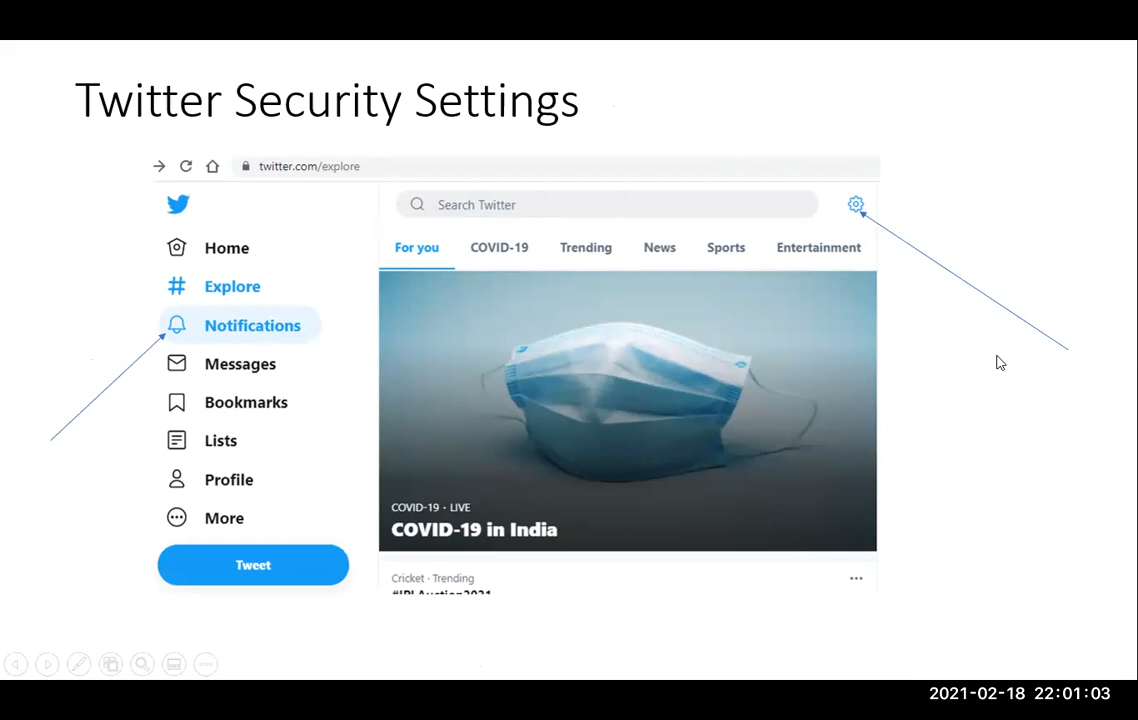 Twitter Security Settings
twitter.com/explore
Search Twitter
Home
Explore
Notifications
Messages
Bookmarks
Lists
Profile
More
Tweet
For you COVID-19 Trending News Sports Entertainment
COVID-19 · LIVE
COVID-19 in India
Cricket · Trending
#IPLAuction2021
2021-02-18 22:01:03